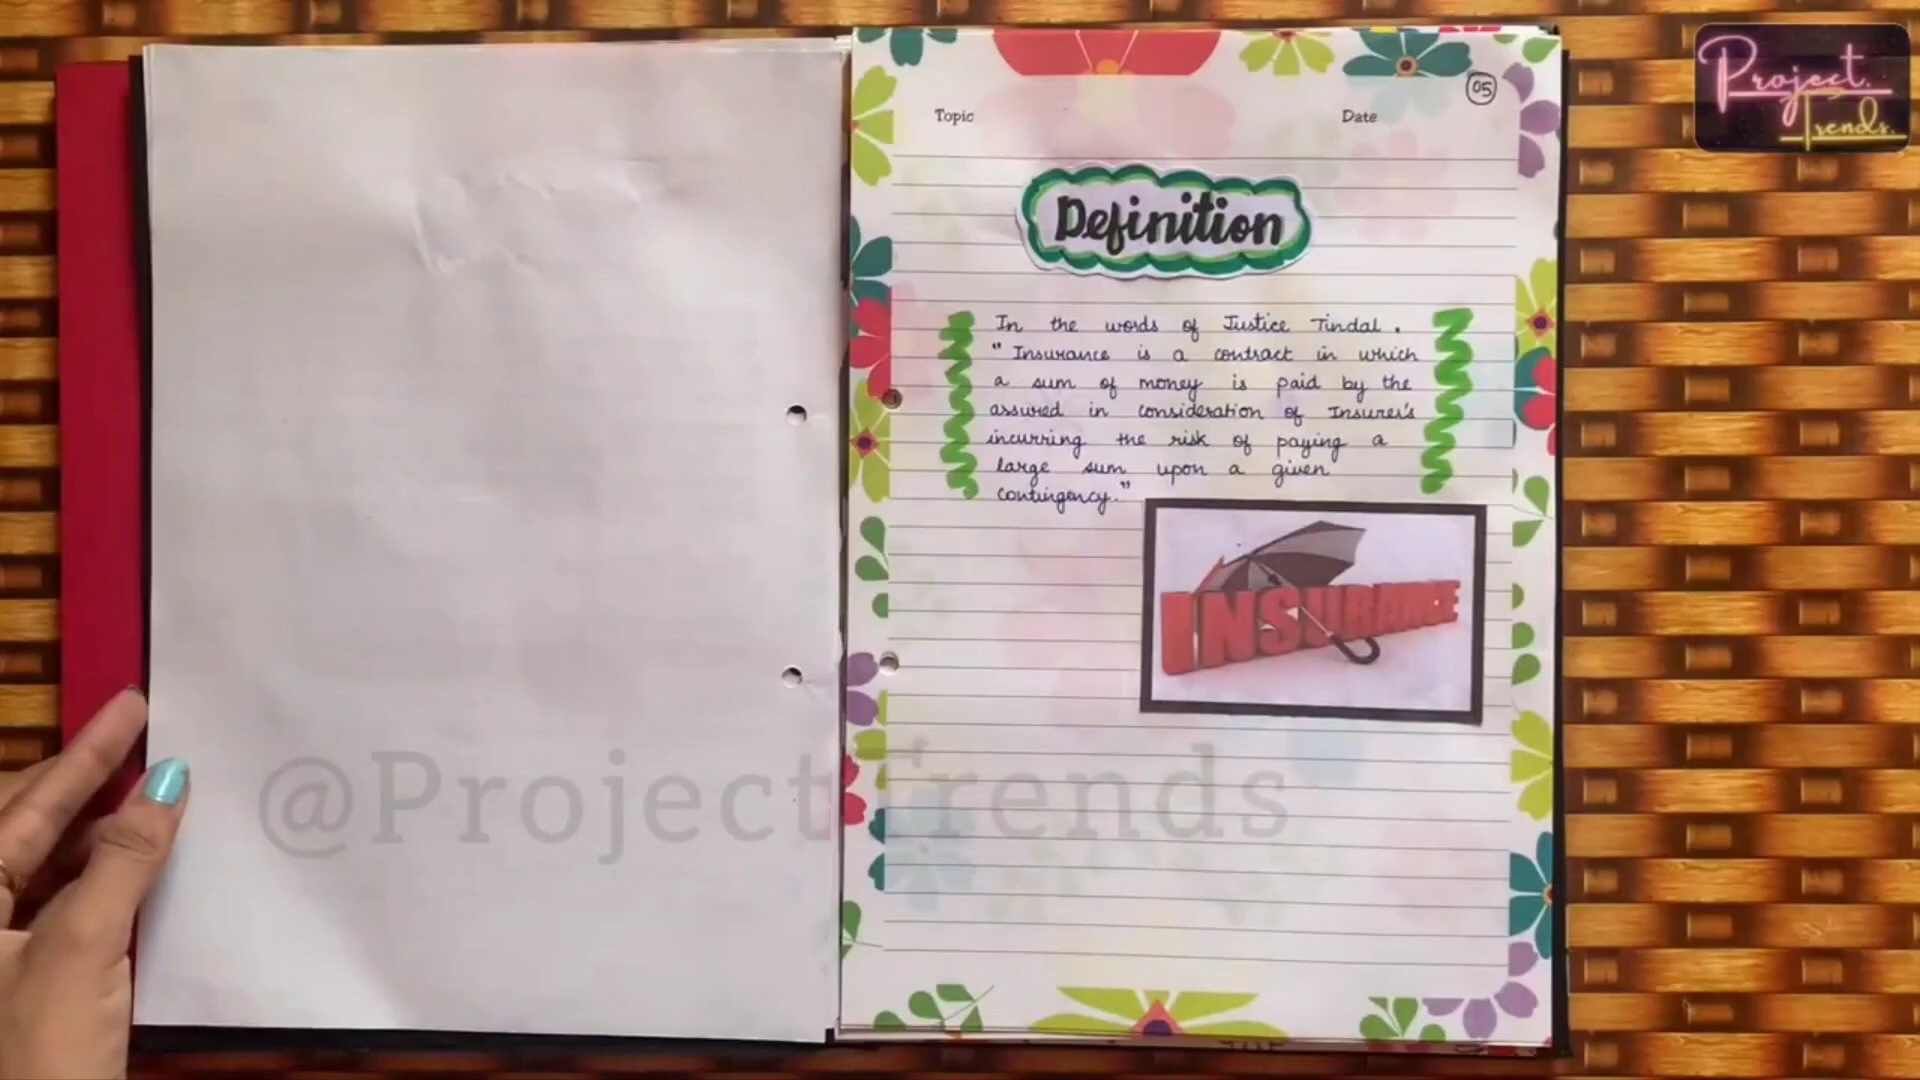 Project.
Trends.
05
Topic Date
Definition
In the words of Justice Tindal.
"Insurance is a contract in which
a sum of money is paid by the
assured in consideration of Insurer's
incurring the risk of paying a
large sum upon a given
contingency."
INSURANCE
@ProjectTrends